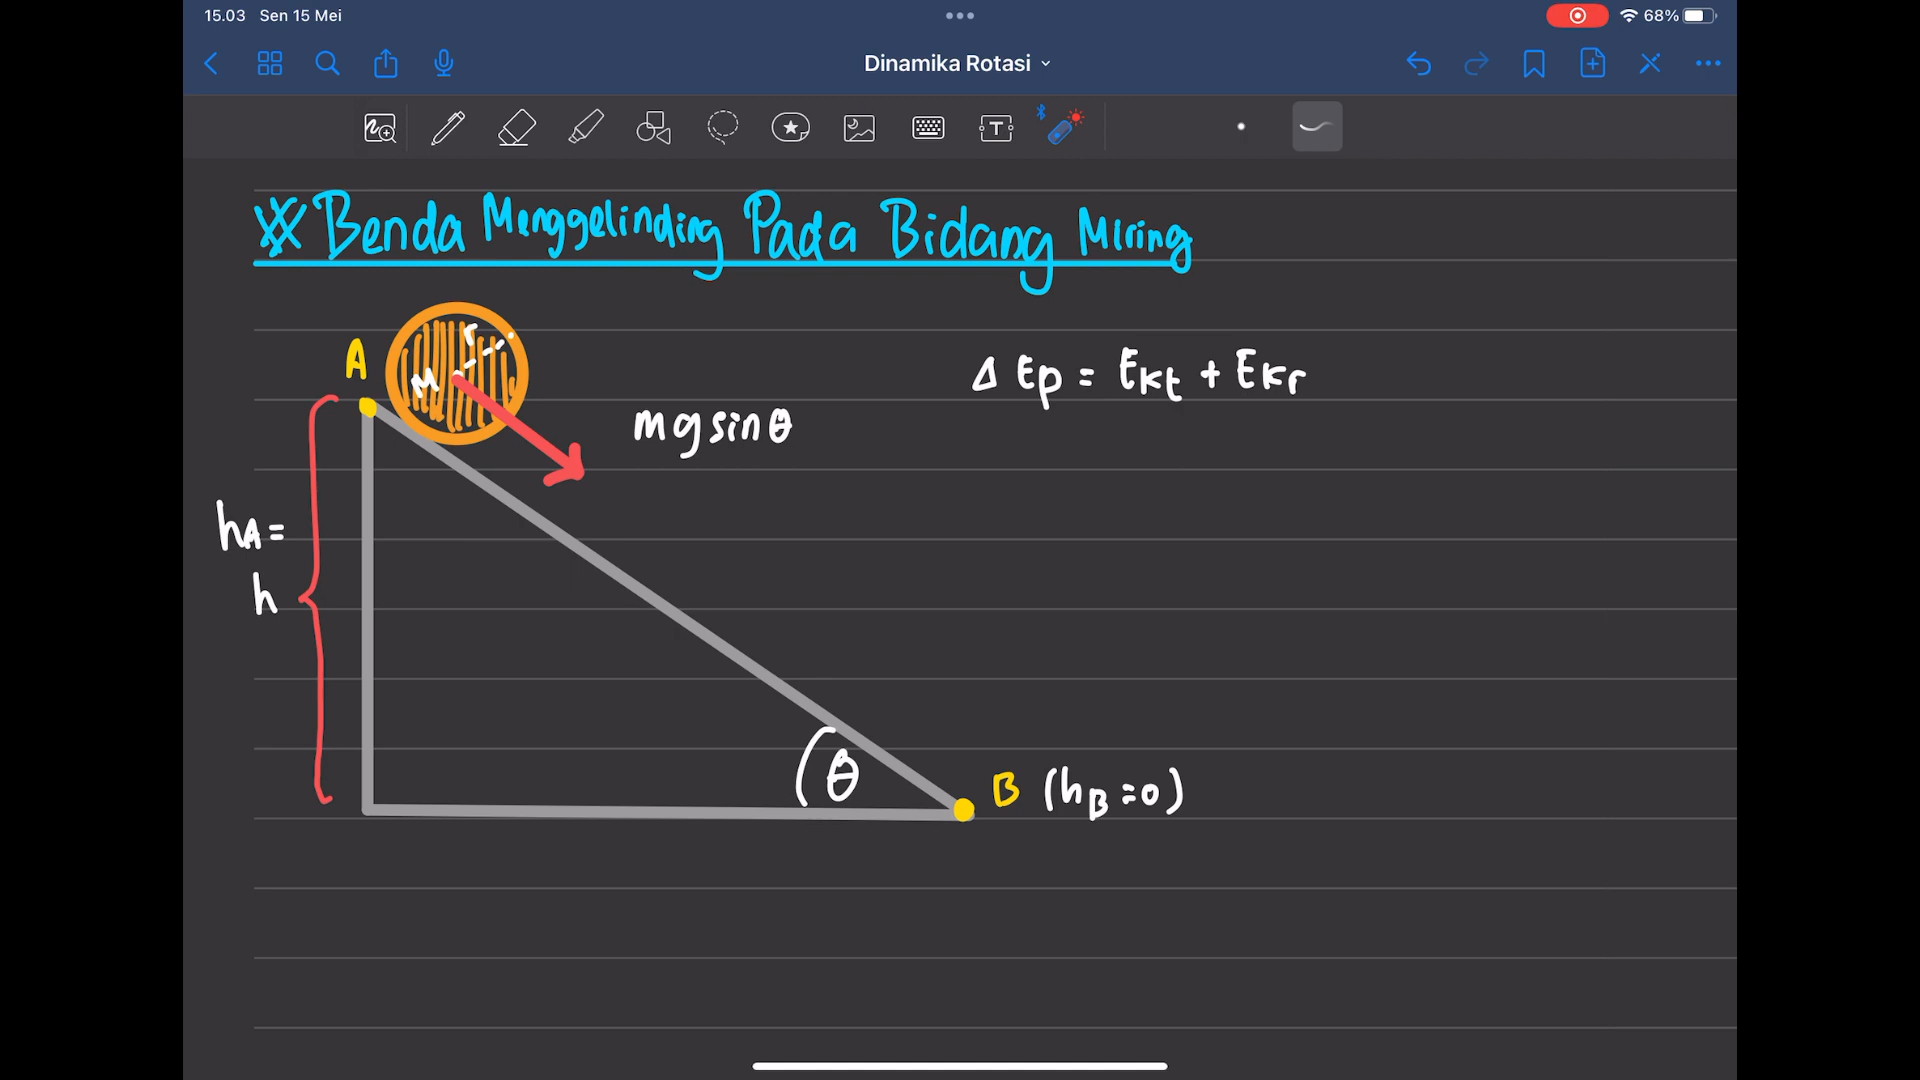 15.03 Sen 15 Mei
68%
Dinamika Rotasi
T
Benda Menggelinding Pada Bidang Miring
A
r
M
Δ Ep = Ekt + Ekr
mg sin θ
hA =
h
θ
B (hB = 0)